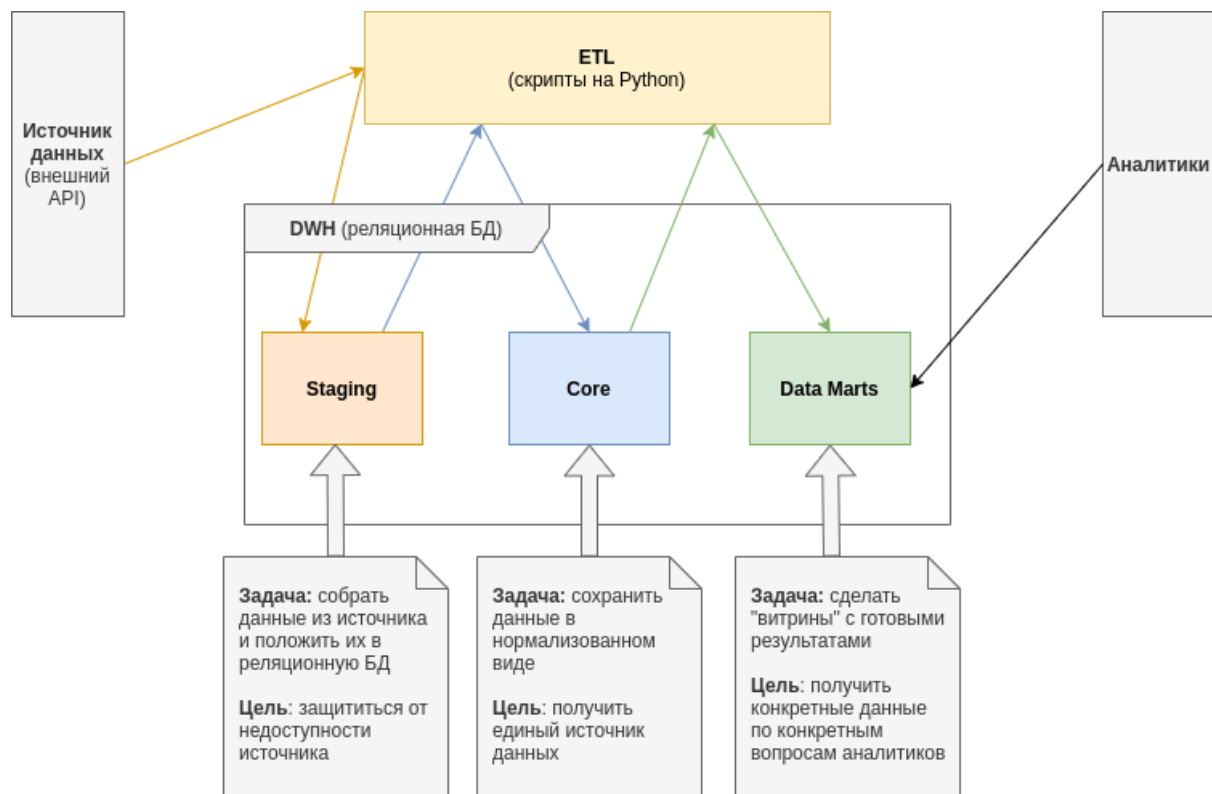 ETL
(скрипты на Python)
Источник
данных
(внешний
API)
Аналитики
DWH (реляционная БД)
Staging
Core
Data Marts
Задача: собрать
данные из источника
и положить их в
реляционную БД
Цель: защититься от
недоступности
источника
Задача: сохранить
данные в
нормализованном
виде
Цель: получить
единый источник
данных
Задача: сделать
"витрины" с готовыми
результатами
Цель: получить
конкретные данные
по конкретным
вопросам аналитиков